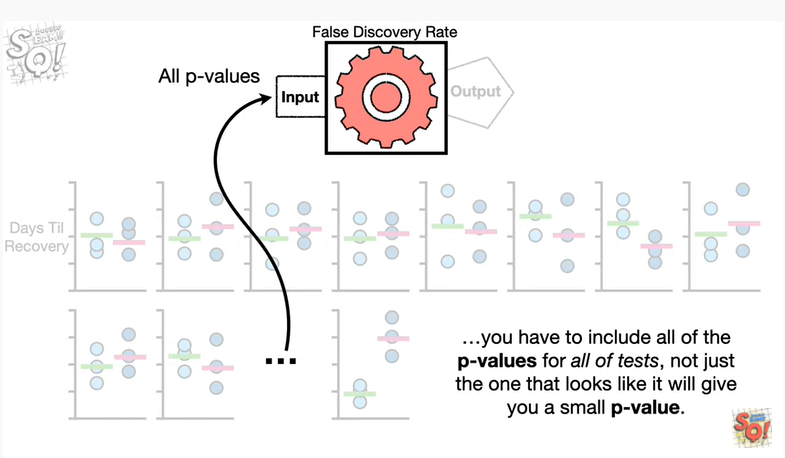 False Discovery Rate
All p-values
Input
Output
Days Til
Recovery
...
…you have to include all of the
p-values for all of tests, not just
the one that looks like it will give
you a small p-value.
SQ!